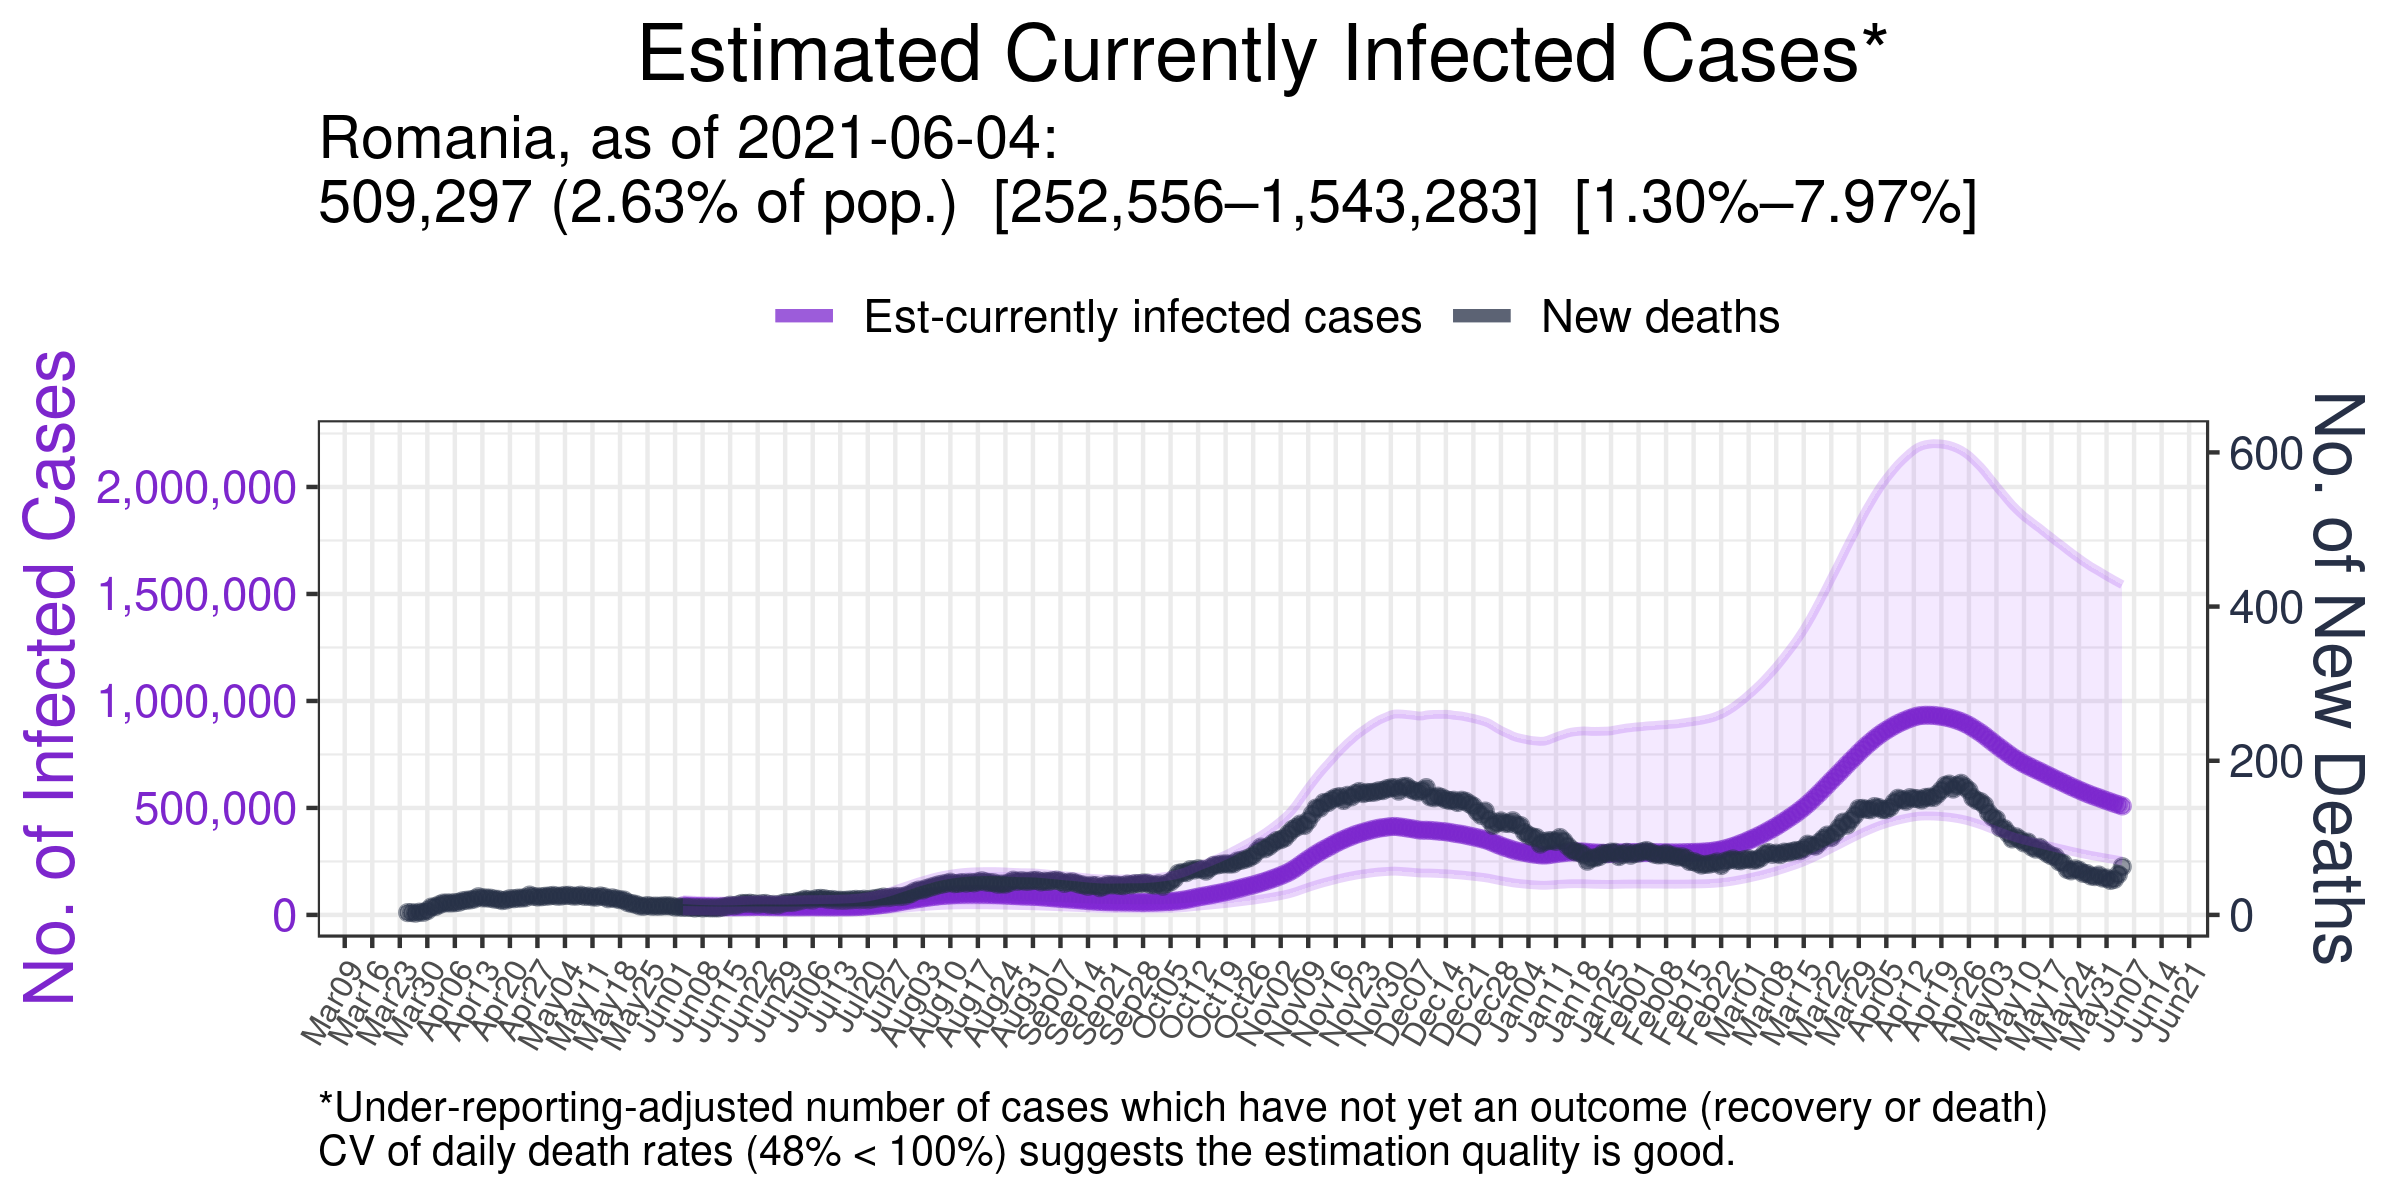 Estimated Currently Infected Cases*
Romania, as of 2021-06-04:
509,297 (2.63% of pop.) [252,556–1,543,283] [1.30%–7.97%]
Est-currently infected cases
New deaths
No. of Infected Cases
2,000,000
1,500,000
1,000,000
500,000
0
600
400
200
0
No. of New Deaths
Mar09
Mar16
Mar23
Mar30
Apr06
Apr13
Apr20
Apr27
May04
May11
May18
May25
Jun01
Jun08
Jun15
Jun22
Jun29
Jul06
Jul13
Jul20
Jul27
Aug03
Aug10
Aug17
Aug24
Aug31
Sep07
Sep14
Sep21
Sep28
Oct05
Oct12
Oct19
Oct26
Nov02
Nov09
Nov16
Nov23
Nov30
Dec07
Dec14
Dec21
Dec28
Jan04
Jan11
Jan18
Jan25
Feb01
Feb08
Feb15
Feb22
Mar01
Mar08
Mar15
Mar22
Mar29
Apr05
Apr12
Apr19
Apr26
May03
May10
May17
May24
May31
Jun07
Jun14
Jun21
*Under-reporting-adjusted number of cases which have not yet an outcome (recovery or death)
CV of daily death rates (48% < 100%) suggests the estimation quality is good.